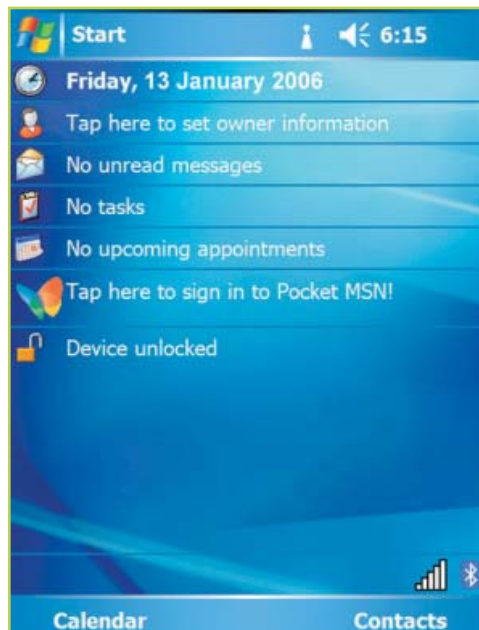 Start 6:15
Friday, 13 January 2006
Tap here to set owner information
No unread messages
No tasks
No upcoming appointments
Tap here to sign in to Pocket MSN!
Device unlocked
Calendar Contacts